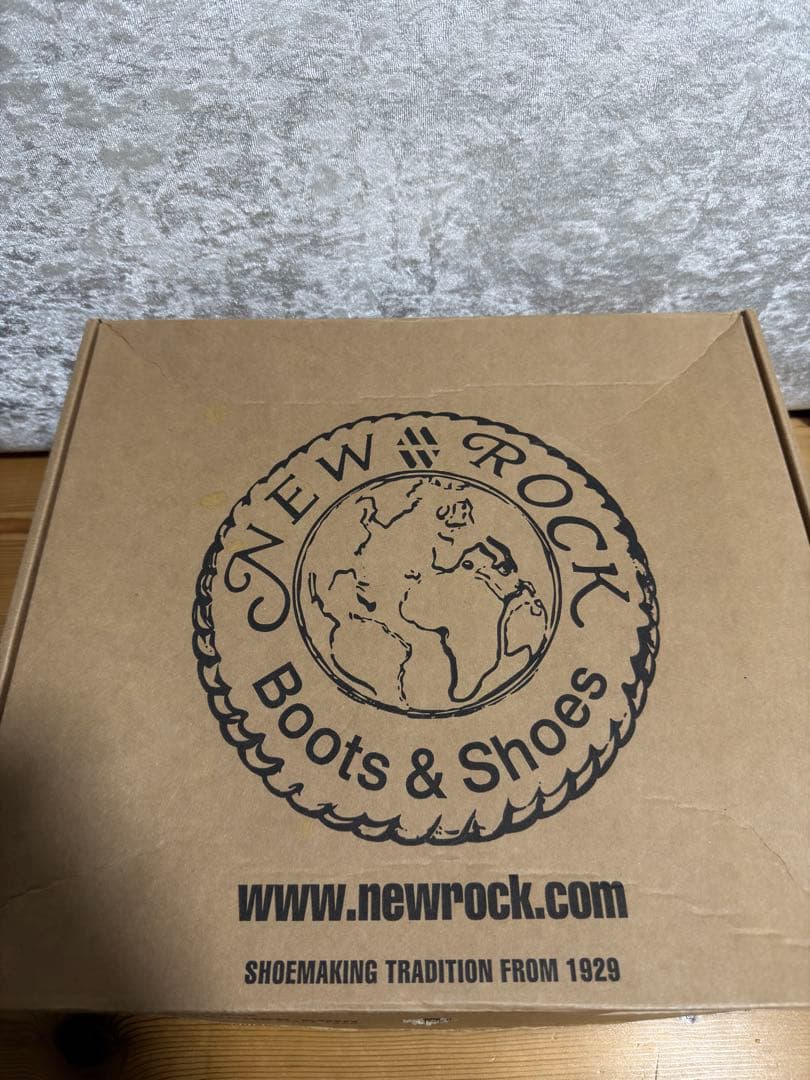 NEW ROCK
Boots & Shoes
www.newrock.com
SHOEMAKING TRADITION FROM 1929